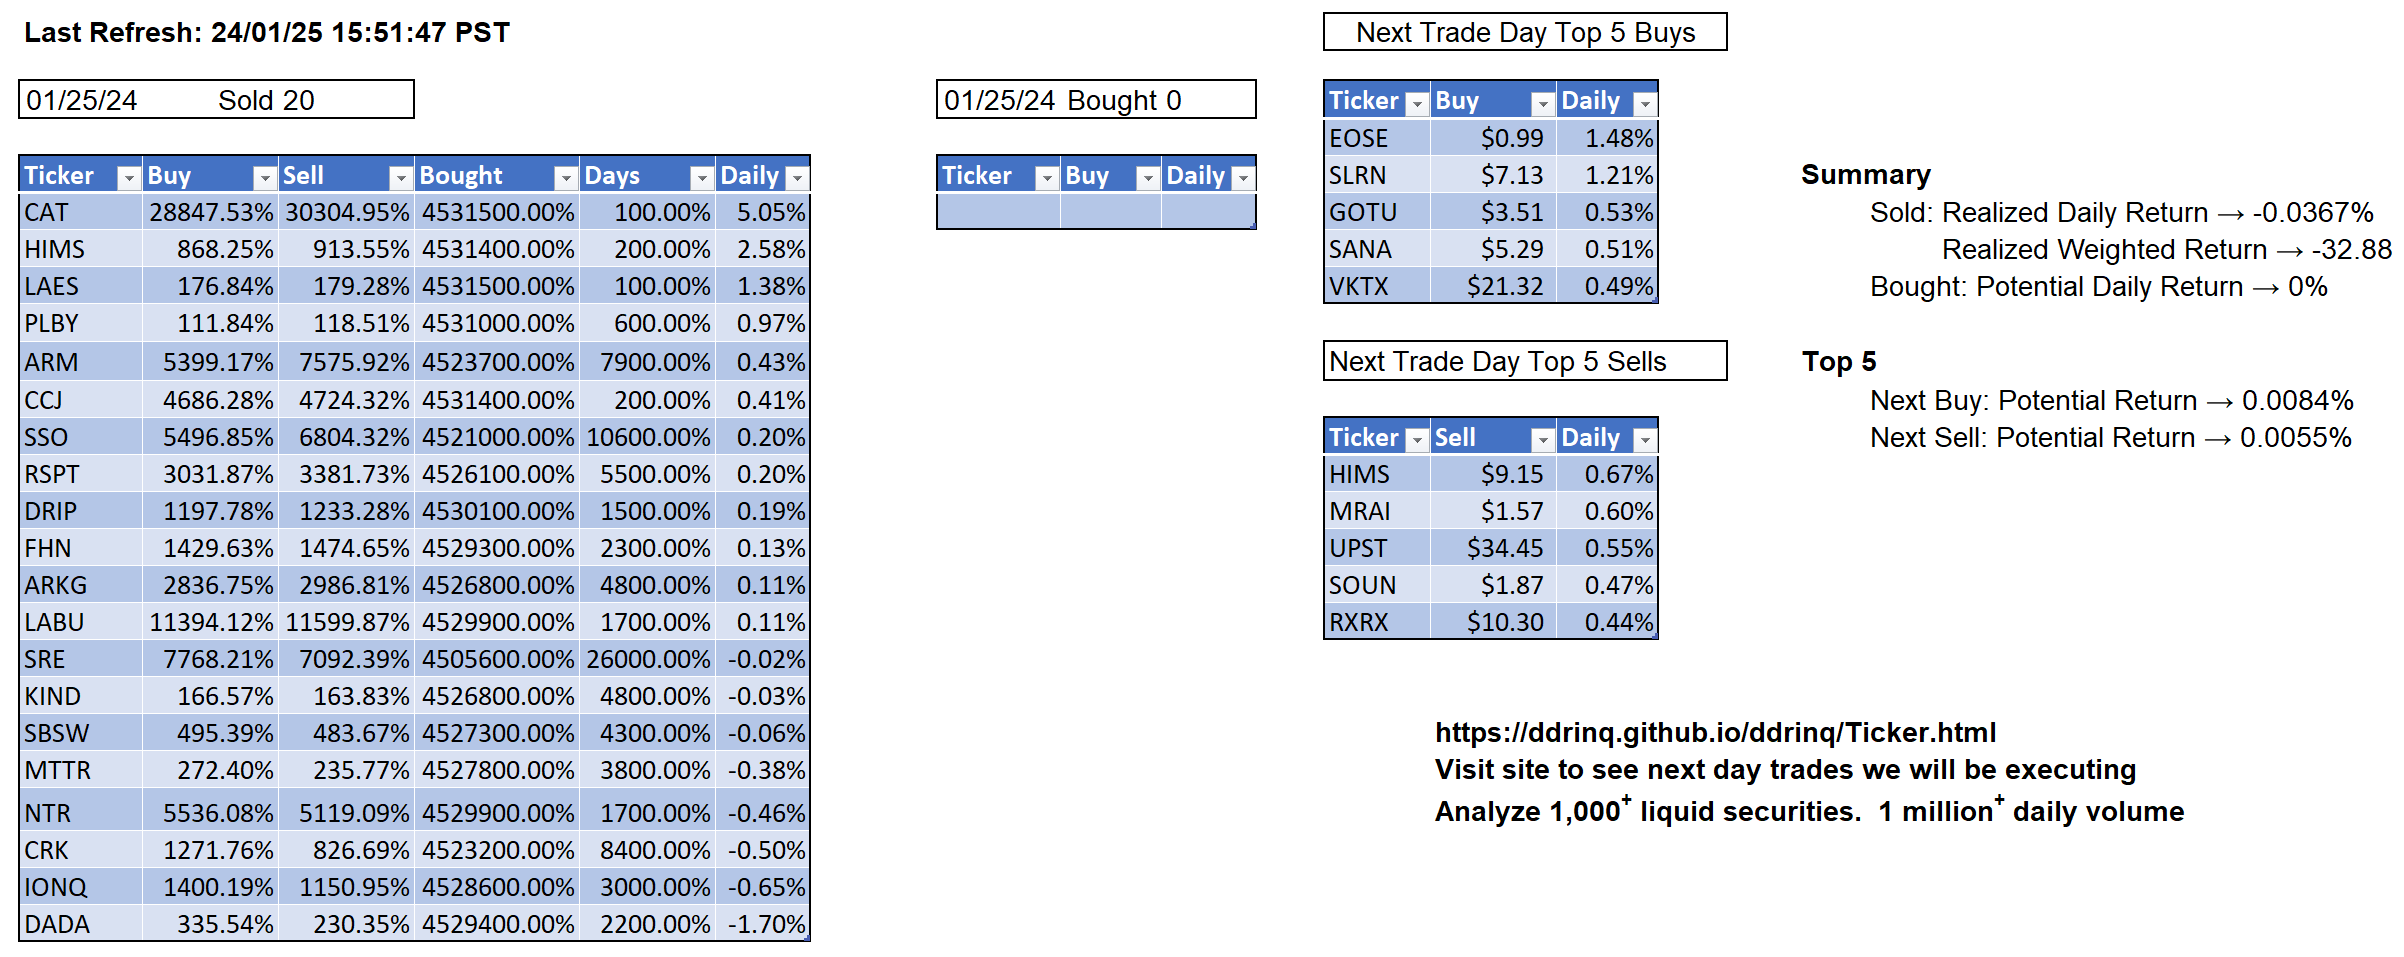 Last Refresh: 24/01/25 15:51:47 PST
01/25/24 Sold 20
Ticker Buy Sell Bought Days Daily
CAT 28847.53% 30304.95% 4531500.00% 100.00% 5.05%
HIMS 868.25% 913.55% 4531400.00% 200.00% 2.58%
LAES 176.84% 179.28% 4531500.00% 100.00% 1.38%
PLBY 111.84% 118.51% 4531000.00% 600.00% 0.97%
ARM 5399.17% 7575.92% 4523700.00% 7900.00% 0.43%
CCJ 4686.28% 4724.32% 4531400.00% 200.00% 0.41%
SSO 5496.85% 6804.32% 4521000.00% 10600.00% 0.20%
RSPT 3031.87% 3381.73% 4526100.00% 5500.00% 0.20%
DRIP 1197.78% 1233.28% 4530100.00% 1500.00% 0.19%
FHN 1429.63% 1474.65% 4529300.00% 2300.00% 0.13%
ARKG 2836.75% 2986.81% 4526800.00% 4800.00% 0.11%
LABU 11394.12% 11599.87% 4529900.00% 1700.00% 0.11%
SRE 7768.21% 7092.39% 4505600.00% 26000.00% -0.02%
KIND 166.57% 163.83% 4526800.00% 4800.00% -0.03%
SBSW 495.39% 483.67% 4527300.00% 4300.00% -0.06%
MTTR 272.40% 235.77% 4527800.00% 3800.00% -0.38%
NTR 5536.08% 5119.09% 4529900.00% 1700.00% -0.46%
CRK 1271.76% 826.69% 4523200.00% 8400.00% -0.50%
IONQ 1400.19% 1150.95% 4528600.00% 3000.00% -0.65%
DADA 335.54% 230.35% 4529400.00% 2200.00% -1.70%
01/25/24 Bought 0
Ticker Buy Daily
Next Trade Day Top 5 Buys
Ticker Buy Daily
EOSE $0.99 1.48%
SLRN $7.13 1.21%
GOTU $3.51 0.53%
SANA $5.29 0.51%
VKTX $21.32 0.49%
Next Trade Day Top 5 Sells
Ticker Sell Daily
HIMS $9.15 0.67%
MRAI $1.57 0.60%
UPST $34.45 0.55%
SOUN $1.87 0.47%
RXRX $10.30 0.44%
Summary
Sold: Realized Daily Return → -0.0367%
Realized Weighted Return → -32.88
Bought: Potential Daily Return → 0%
Top 5
Next Buy: Potential Return → 0.0084%
Next Sell: Potential Return → 0.0055%
https://ddrinq.github.io/ddrinq/Ticker.html
Visit site to see next day trades we will be executing
Analyze 1,000+ liquid securities. 1 million+ daily volume